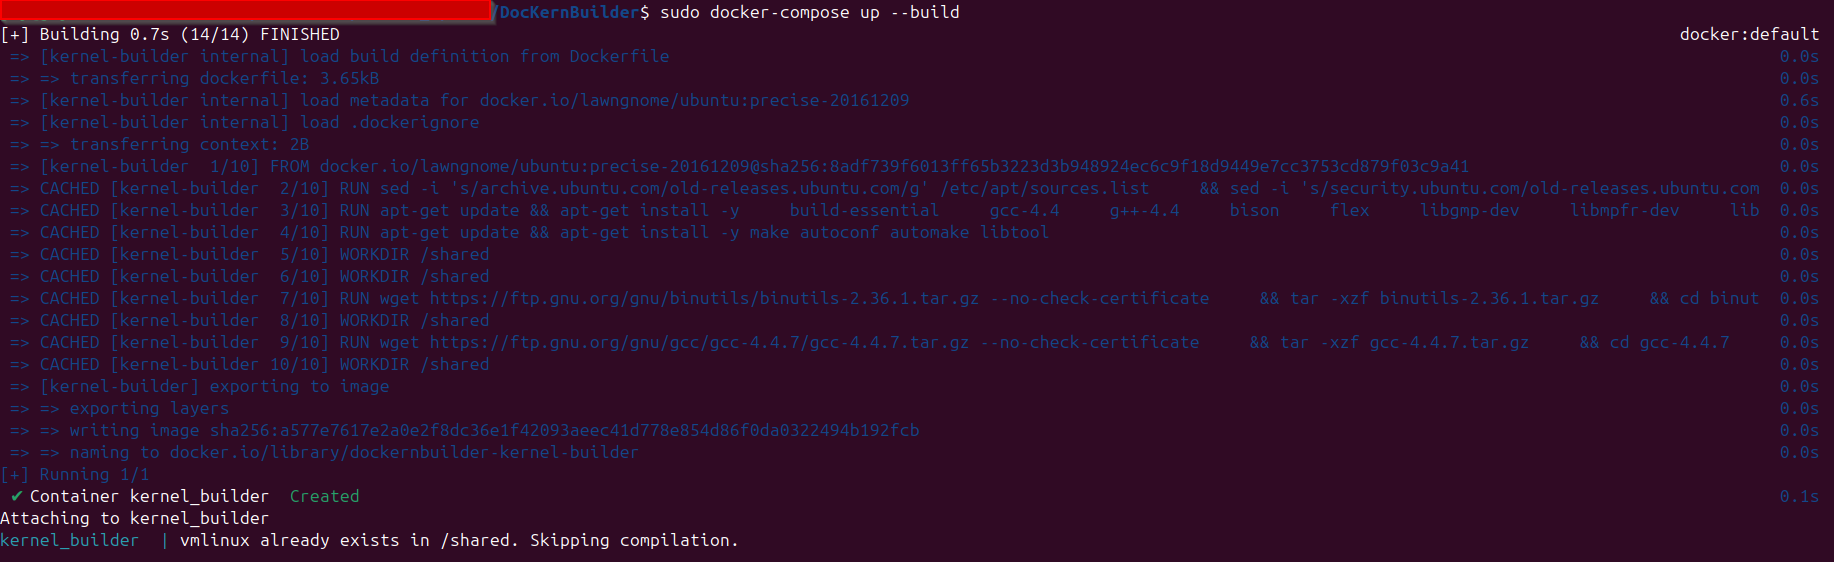 /DocKernBuilder$ sudo docker-compose up --build
[+] Building 0.7s (14/14) FINISHED docker:default
=> [kernel-builder internal] load build definition from Dockerfile 0.0s
=> => transferring dockerfile: 3.65kB 0.0s
=> [kernel-builder internal] load metadata for docker.io/lawngnome/ubuntu:precise-20161209 0.6s
=> [kernel-builder internal] load .dockerignore 0.0s
=> => transferring context: 2B 0.0s
=> [kernel-builder  1/10] FROM docker.io/lawngnome/ubuntu:precise-20161209@sha256:8adf739f6013ff65b3223d3b948924ec6c9f18d9449e7cc3753cd879f03c9a41 0.0s
=> CACHED [kernel-builder  2/10] RUN sed -i 's/archive.ubuntu.com/old-releases.ubuntu.com/g' /etc/apt/sources.list     && sed -i 's/security.ubuntu.com/old-releases.ubuntu.com 0.0s
=> CACHED [kernel-builder  3/10] RUN apt-get update && apt-get install -y     build-essential     gcc-4.4     g++-4.4     bison     flex     libgmp-dev     libmpfr-dev     lib 0.0s
=> CACHED [kernel-builder  4/10] RUN apt-get update && apt-get install -y make autoconf automake libtool 0.0s
=> CACHED [kernel-builder  5/10] WORKDIR /shared 0.0s
=> CACHED [kernel-builder  6/10] WORKDIR /shared 0.0s
=> CACHED [kernel-builder  7/10] RUN wget https://ftp.gnu.org/gnu/binutils/binutils-2.36.1.tar.gz --no-check-certificate     && tar -xzf binutils-2.36.1.tar.gz     && cd binut 0.0s
=> CACHED [kernel-builder  8/10] WORKDIR /shared 0.0s
=> CACHED [kernel-builder  9/10] RUN wget https://ftp.gnu.org/gnu/gcc/gcc-4.4.7/gcc-4.4.7.tar.gz --no-check-certificate     && tar -xzf gcc-4.4.7.tar.gz     && cd gcc-4.4.7 0.0s
=> CACHED [kernel-builder 10/10] WORKDIR /shared 0.0s
=> [kernel-builder] exporting to image 0.0s
=> => exporting layers 0.0s
=> => writing image sha256:a577e7617e2a0e2f8dc36e1f42093aeec41d778e854d86f0da0322494b192fcb 0.0s
=> => naming to docker.io/library/dockernbuilder-kernel-builder 0.0s
[+] Running 1/1
✔ Container kernel_builder  Created 0.1s
Attaching to kernel_builder
kernel_builder  | vmlinux already exists in /shared. Skipping compilation.